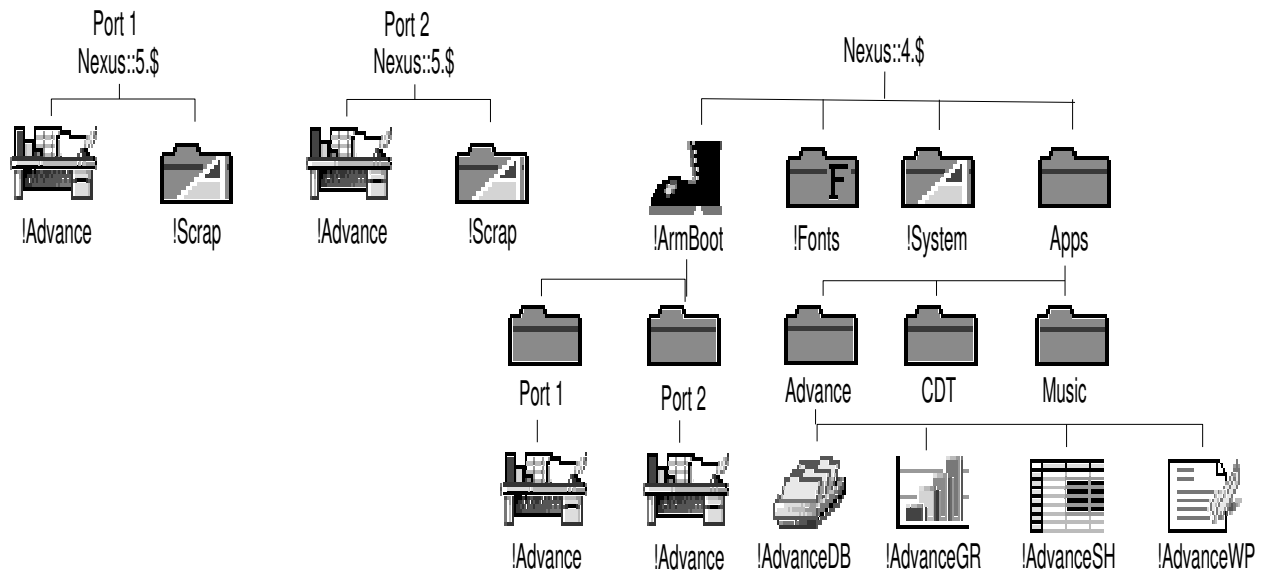 Port 1
Nexus::5.$
Port 2
Nexus::5.$
Nexus::4.$
!Advance
!Scrap
!Advance
!Scrap
!ArmBoot
!Fonts
!System
Apps
F
Port 1
Port 2
Advance
CDT
Music
!Advance
!Advance
!AdvanceDB
!AdvanceGR
!AdvanceSH
!AdvanceWP